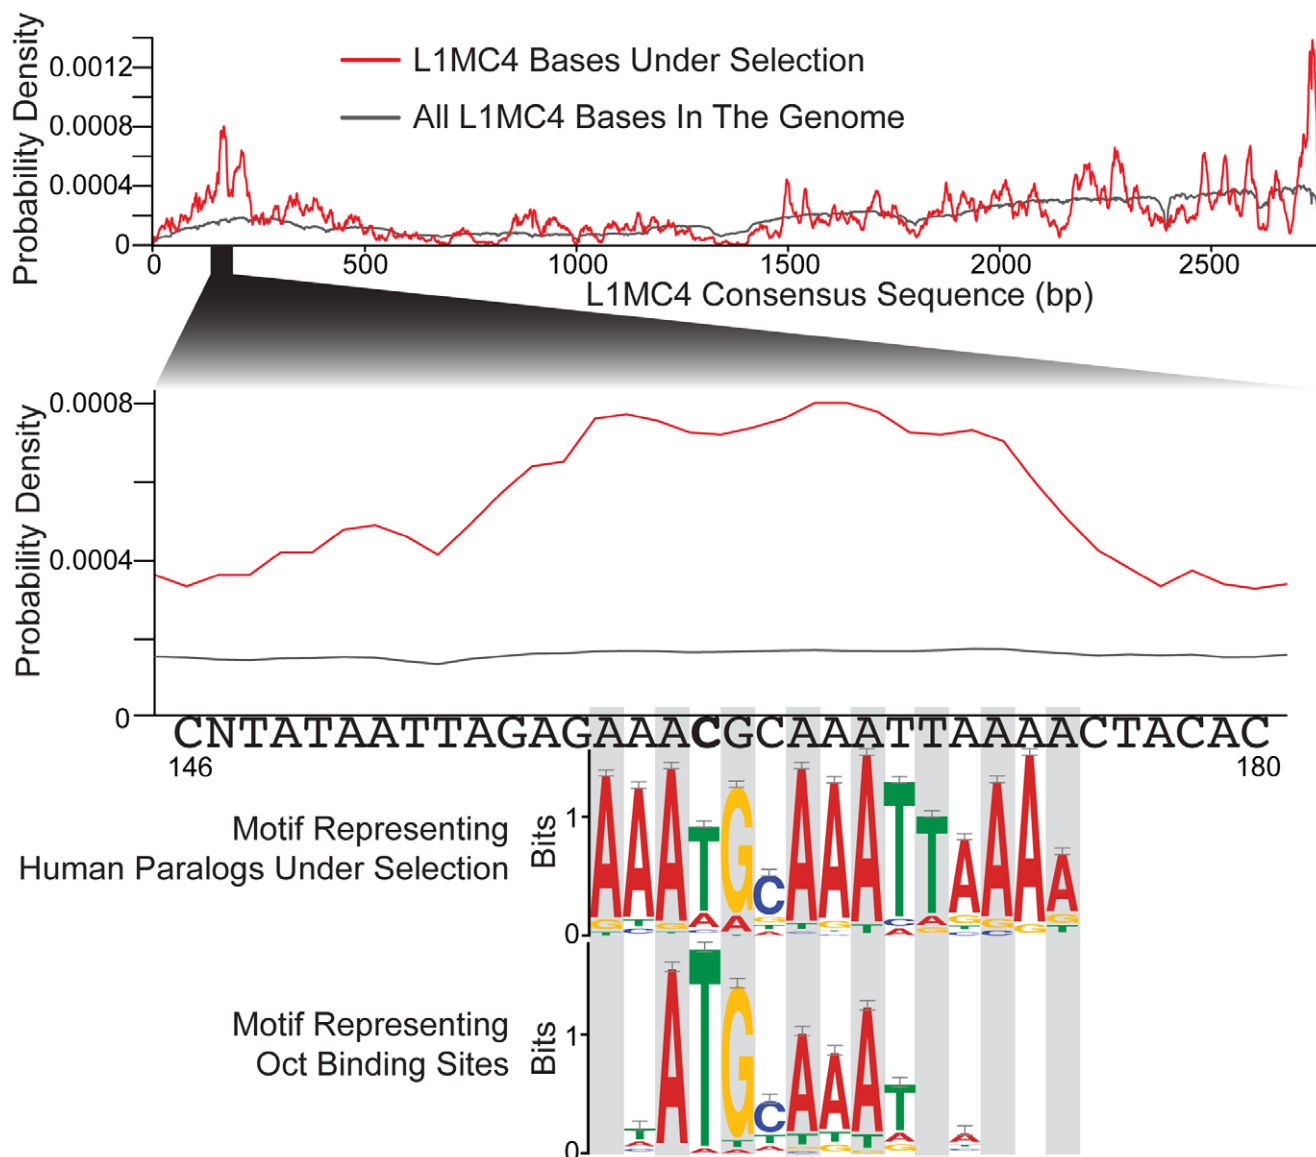 Probability Density
0.0012
0.0008
0.0004
0
L1MC4 Bases Under Selection
All L1MC4 Bases In The Genome
0 500 1000 1500 2000 2500
L1MC4 Consensus Sequence (bp)
Probability Density
0.0008
0.0004
0
CNTATAATTAGAGAAACGCAAATTAAAACTACAC
146 180
Motif Representing
Human Paralogs Under Selection
Bits
1
0
AAATGCAAATTAAAA
Motif Representing
Oct Binding Sites
Bits
1
0
TATGCAAATA